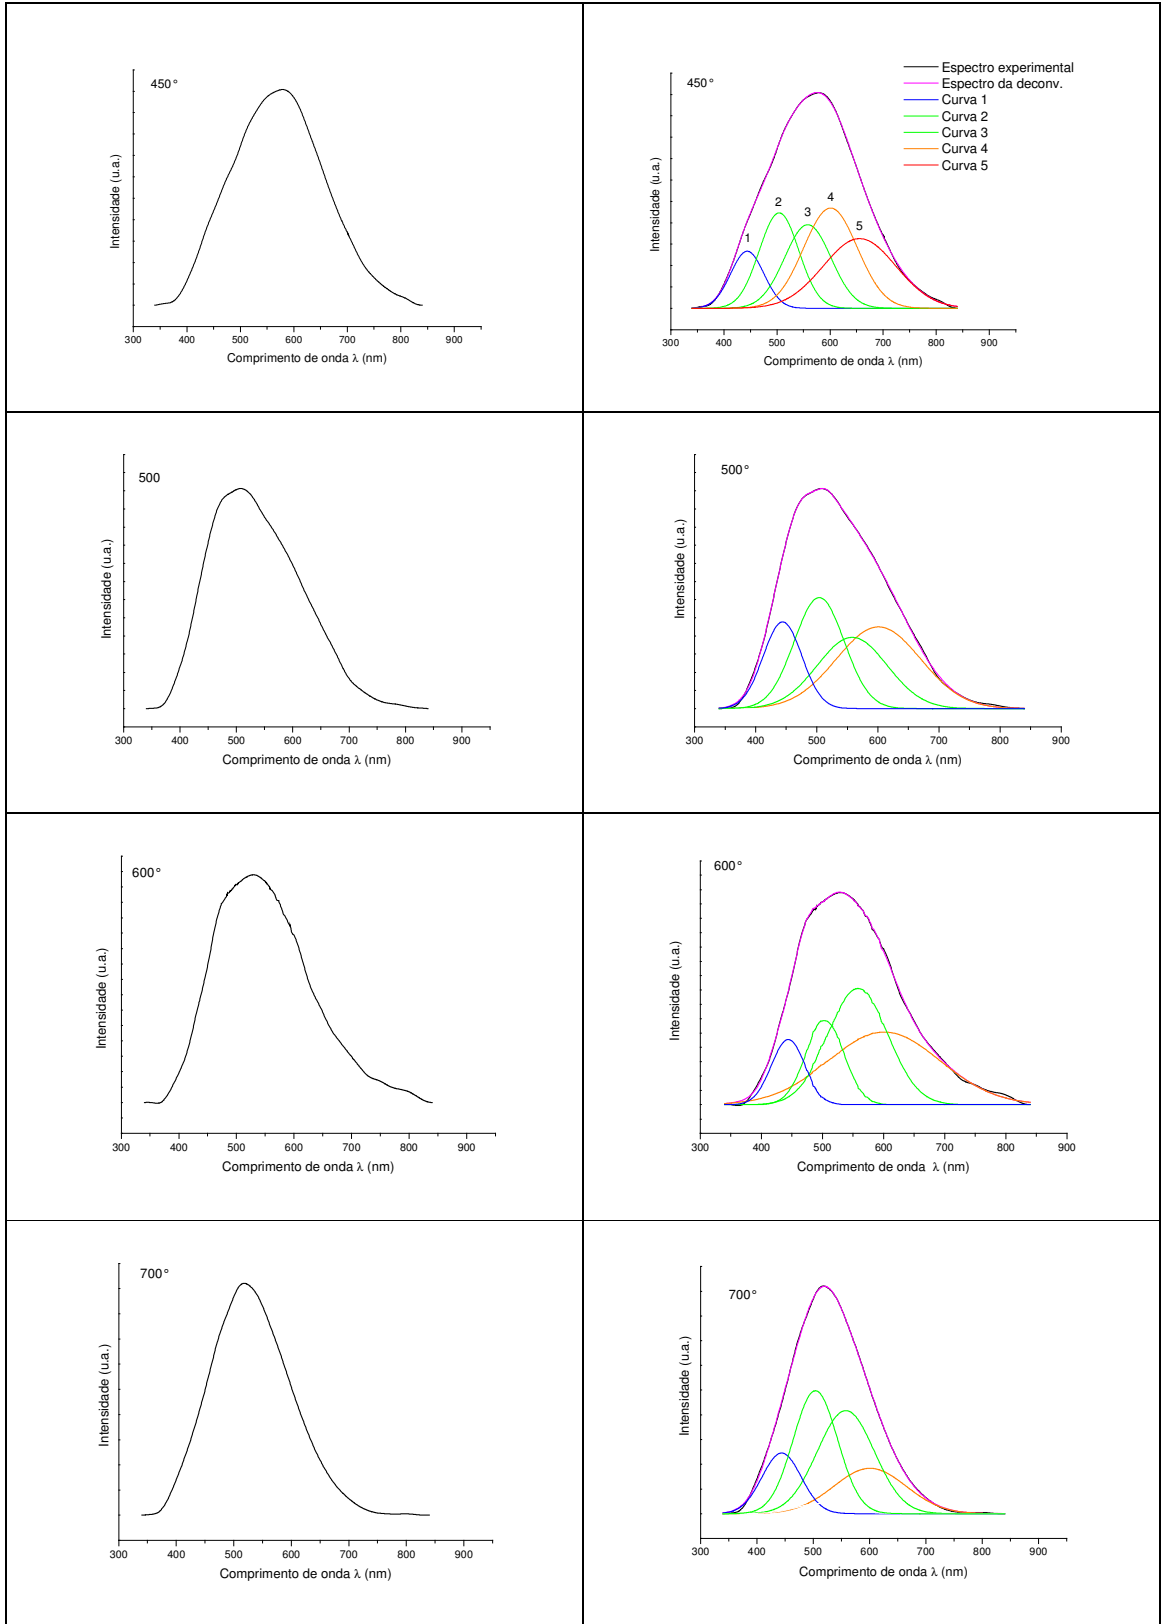 450°
Intensidade (u.a.)
300 400 500 600 700 800 900
Comprimento de onda λ (nm)
450°
Espectro experimental
Espectro da deconv.
Curva 1
Curva 2
Curva 3
Curva 4
Curva 5
1 2 3 4 5
Intensidade (u.a.)
300 400 500 600 700 800 900
Comprimento de onda λ (nm)
500
Intensidade (u.a.)
300 400 500 600 700 800 900
Comprimento de onda λ (nm)
500°
Intensidade (u.a.)
300 400 500 600 700 800 900
Comprimento de onda λ (nm)
600°
Intensidade (u.a.)
300 400 500 600 700 800 900
Comprimento de onda λ (nm)
600°
Intensidade (u.a.)
300 400 500 600 700 800 900
Comprimento de onda λ (nm)
700°
Intensidade (u.a.)
300 400 500 600 700 800 900
Comprimento de onda λ (nm)
700°
Intensidade (u.a.)
300 400 500 600 700 800 900
Comprimento de onda λ (nm)